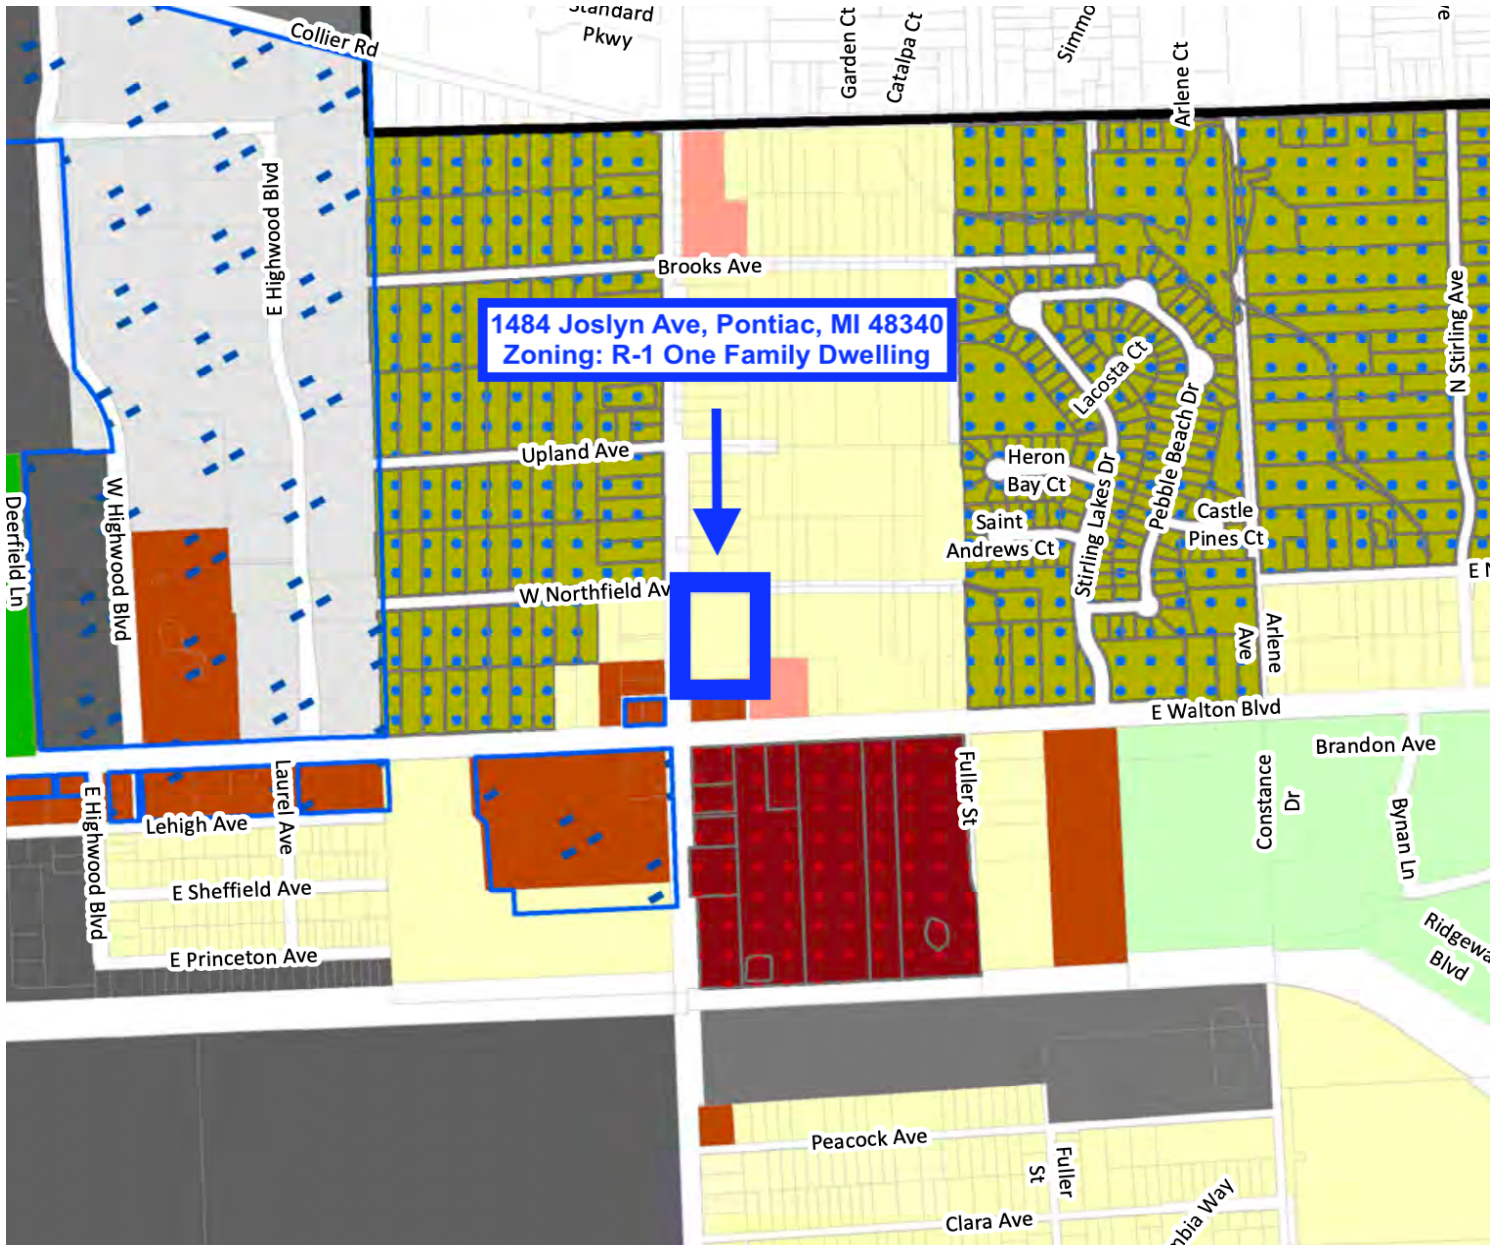 Standard
Pkwy
Collier Rd
Garden Ct
Catalpa Ct
Arlene Ct
E Highwood Blvd
Brooks Ave
1484 Joslyn Ave, Pontiac, MI 48340
Zoning: R-1 One Family Dwelling
N Stirling Ave
Lacosta Ct
Pebble Beach Dr
Upland Ave
Heron
Bay Ct
Stirling Lakes Dr
Saint
Andrews Ct
Castle
Pines Ct
Deerfield Ln
W Highwood Blvd
W Northfield Av
Arlene
Ave
E Walton Blvd
Brandon Ave
Constance
Dr
Bynan Ln
Fuller St
Laurel Ave
E Highwood Blvd
Lehigh Ave
E Sheffield Ave
E Princeton Ave
Blvd
Peacock Ave
Fuller
St
Clara Ave